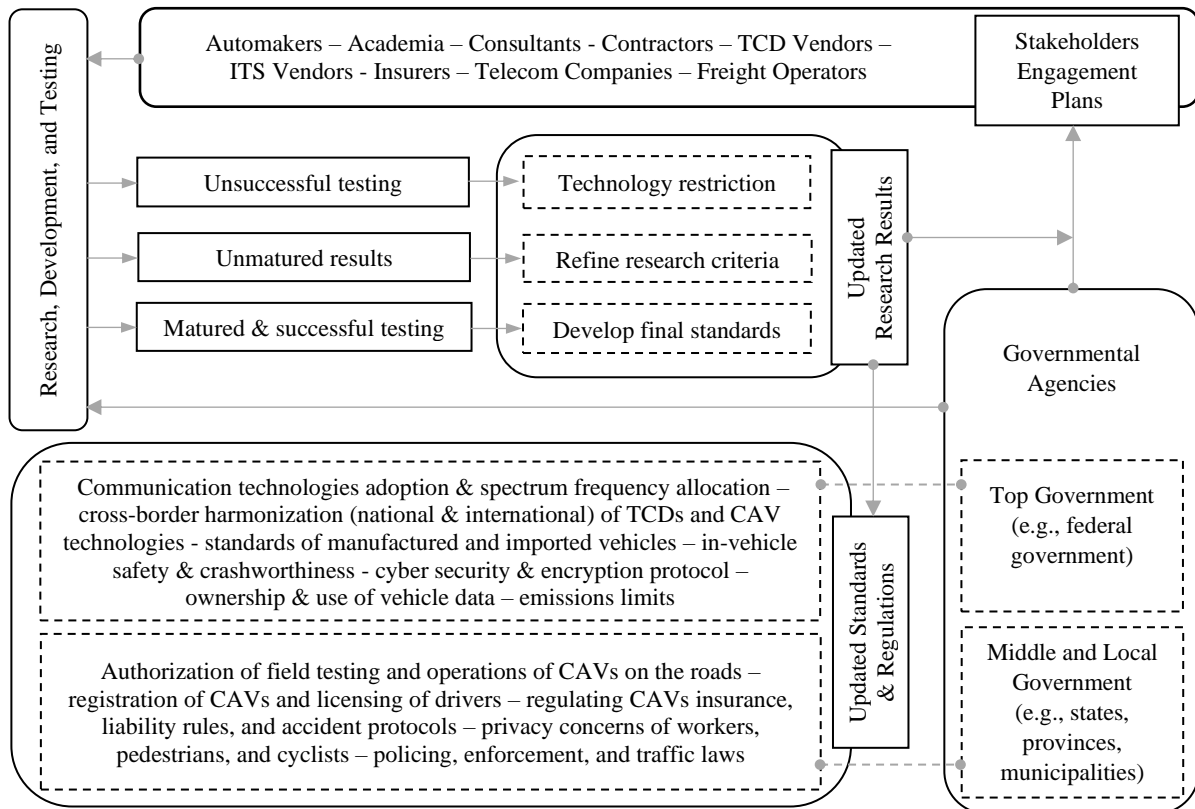 Automakers – Academia – Consultants - Contractors – TCD Vendors –
ITS Vendors - Insurers – Telecom Companies – Freight Operators
Stakeholders
Engagement
Plans
Research, Development, and Testing
Unsuccessful testing
Technology restriction
Unmatured results
Refine research criteria
Matured & successful testing
Develop final standards
Updated
Research Results
Governmental
Agencies
Communication technologies adoption & spectrum frequency allocation –
cross-border harmonization (national & international) of TCDs and CAV
technologies - standards of manufactured and imported vehicles – in-vehicle
safety & crashworthiness - cyber security & encryption protocol –
ownership & use of vehicle data – emissions limits
Authorization of field testing and operations of CAVs on the roads –
registration of CAVs and licensing of drivers – regulating CAVs insurance,
liability rules, and accident protocols – privacy concerns of workers,
pedestrians, and cyclists – policing, enforcement, and traffic laws
Updated Standards
& Regulations
Top Government
(e.g., federal
government)
Middle and Local
Government
(e.g., states,
provinces,
municipalities)